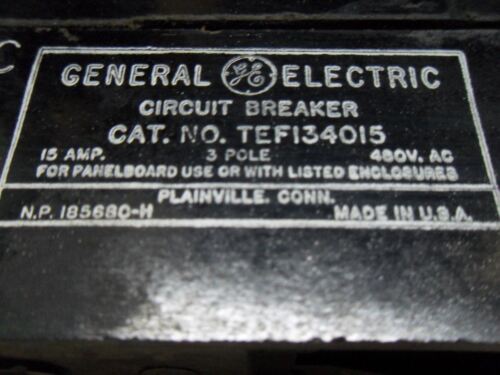 C
GENERAL GE ELECTRIC
CIRCUIT BREAKER
CAT. NO. TEF134015
15 AMP. 3 POLE 480V. AC
FOR PANELBOARD USE OR WITH LISTED ENCLOSURES
PLAINVILLE, CONN.
N.P. 185680-H MADE IN U.S.A.